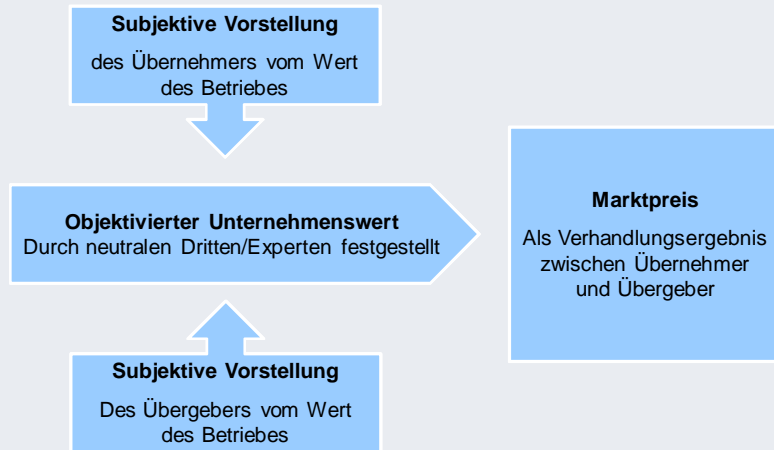 Subjektive Vorstellung
des Übernehmers vom Wert
des Betriebes
Objektivierter Unternehmenswert
Durch neutralen Dritten/Experten festgestellt
Marktpreis
Als Verhandlungsergebnis
zwischen Übernehmer
und Übergeber
Subjektive Vorstellung
Des Übergebers vom Wert
des Betriebes